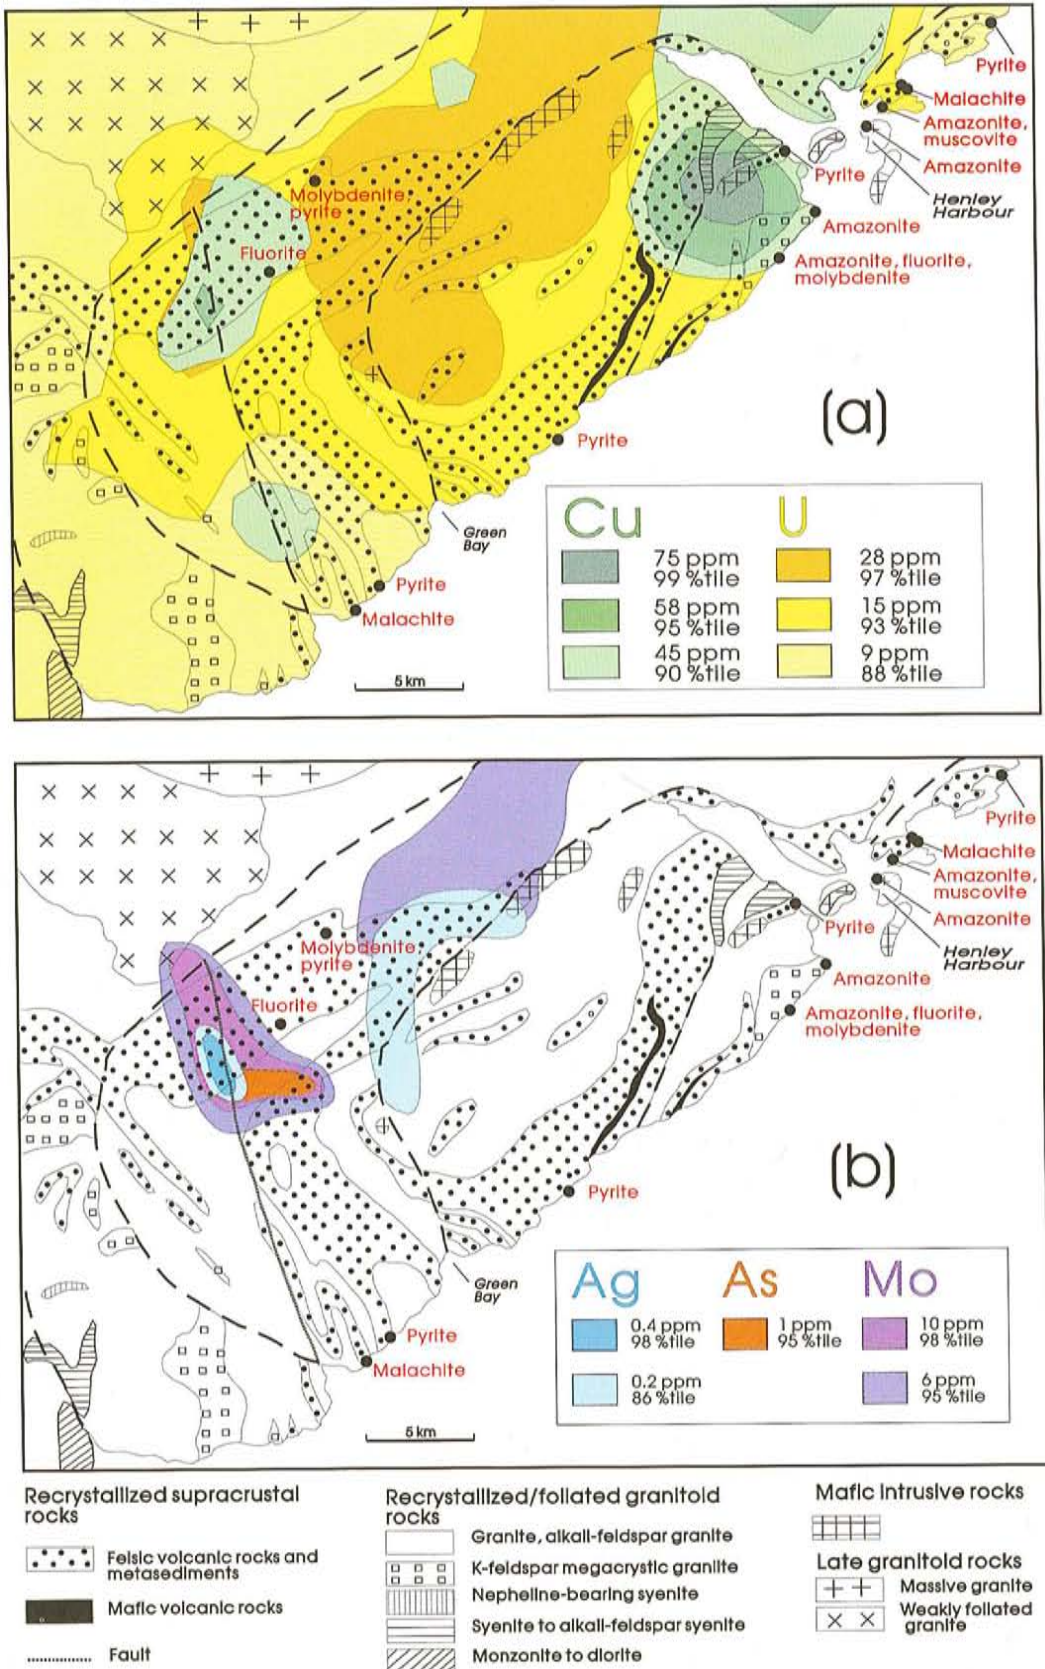 Pyrite
Malachite
Amazonite,
muscovite
Amazonite
Henley
Harbour
Pyrite
Molybdenite,
pyrite
Amazonite
Fluorite
Amazonite, fluorite,
molybdenite
(a)
Pyrite
Green
Bay
Pyrite
Malachite
5 km
Cu
75 ppm
99 %tile
58 ppm
95 %tile
45 ppm
90 %tile
U
28 ppm
97 %tile
15 ppm
93 %tile
9 ppm
88 %tile
Pyrite
Malachite
Amazonite,
muscovite
Amazonite
Henley
Harbour
Pyrite
Molybdenite,
pyrite
Amazonite
Fluorite
Amazonite, fluorite,
molybdenite
(b)
Pyrite
Green
Bay
Pyrite
Malachite
5 km
Ag
0.4 ppm
98 %tile
0.2 ppm
86 %tile
As
1 ppm
95 %tile
Mo
10 ppm
98 %tile
6 ppm
95 %tile
Recrystallized supracrustal
rocks
Felsic volcanic rocks and
metasediments
Mafic volcanic rocks
Fault
Recrystallized/foliated granitoid
rocks
Granite, alkali-feldspar granite
K-feldspar megacrystic granite
Nepheline-bearing syenite
Syenite to alkali-feldspar syenite
Monzonite to diorite
Mafic intrusive rocks
Late granitoid rocks
Massive granite
Weakly foliated
granite